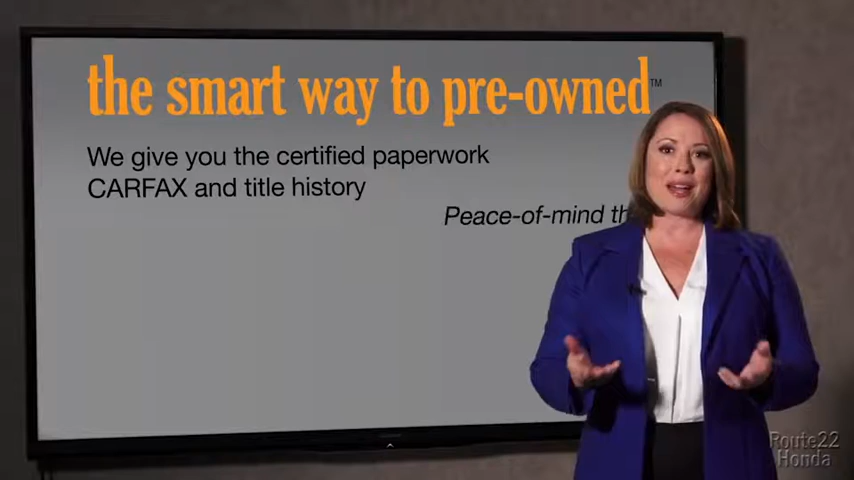 the smart way to pre-owned™
We give you the certified paperwork
CARFAX and title history
Peace-of-mind
Route22
Honda